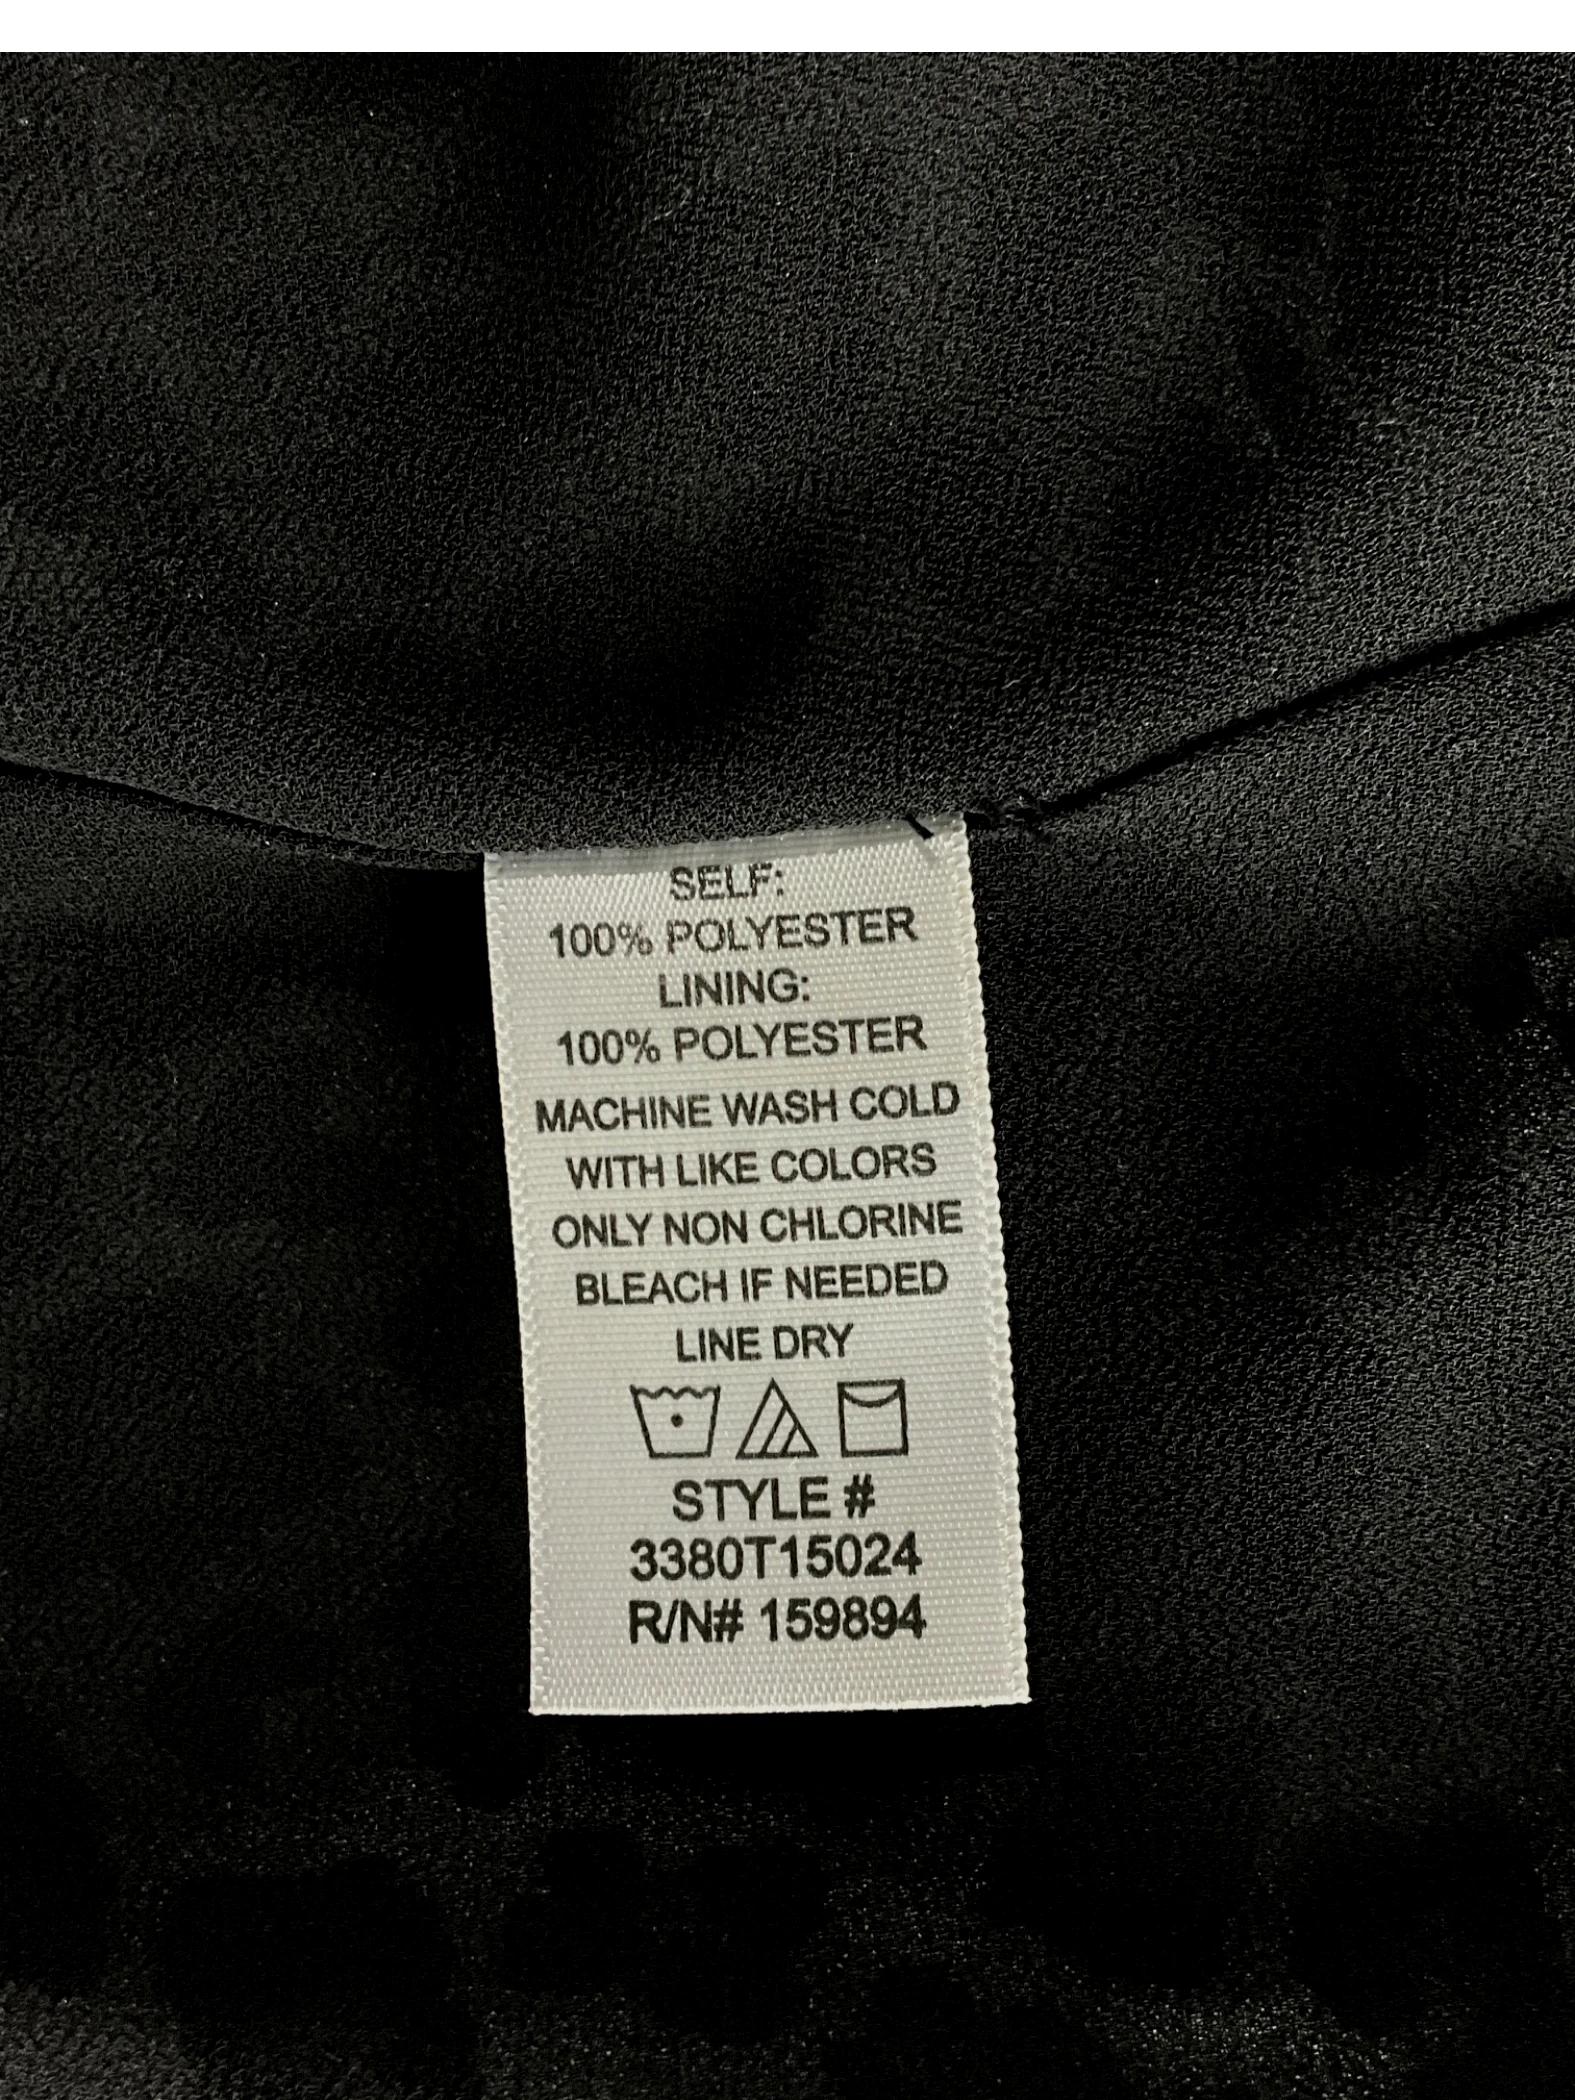 SELF:
100% POLYESTER
LINING:
100% POLYESTER
MACHINE WASH COLD
WITH LIKE COLORS
ONLY NON CHLORINE
BLEACH IF NEEDED
LINE DRY
STYLE #
3380T15024
R/N# 159894